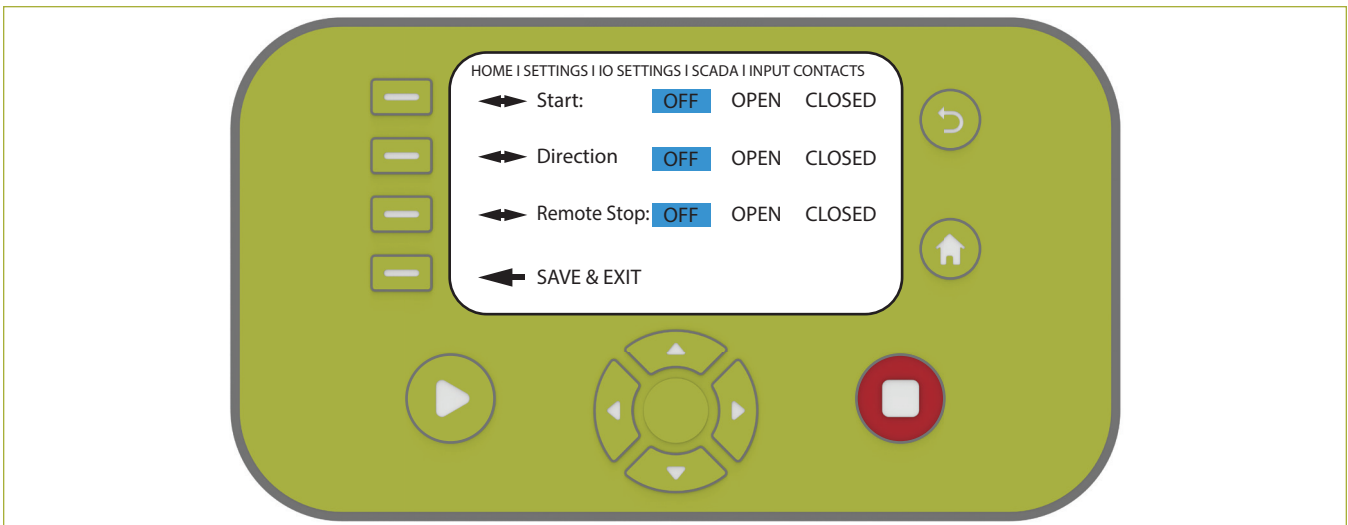 HOME I SETTINGS I IO SETTINGS I SCADA I INPUT CONTACTS
Start: OFF OPEN CLOSED
Direction OFF OPEN CLOSED
Remote Stop: OFF OPEN CLOSED
SAVE & EXIT